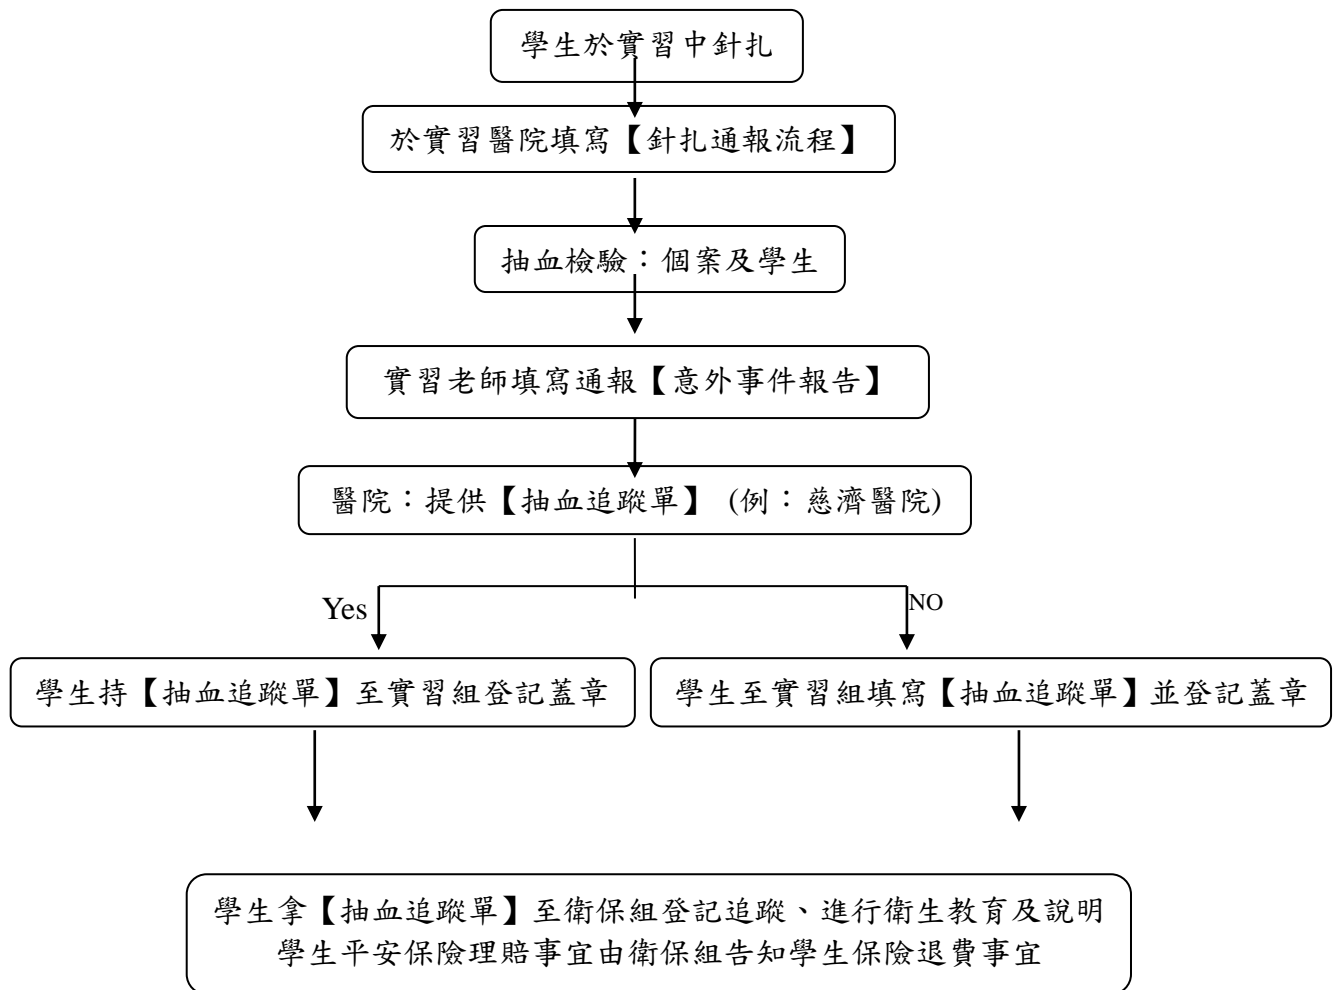 學生於實習中針扎
於實習醫院填寫【針扎通報流程】
抽血檢驗：個案及學生
實習老師填寫通報【意外事件報告】
醫院：提供【抽血追蹤單】 (例：慈濟醫院)
Yes
NO
學生持【抽血追蹤單】至實習組登記蓋章
學生至實習組填寫【抽血追蹤單】並登記蓋章
學生拿【抽血追蹤單】至衛保組登記追蹤、進行衛生教育及說明
學生平安保險理賠事宜由衛保組告知學生保險退費事宜